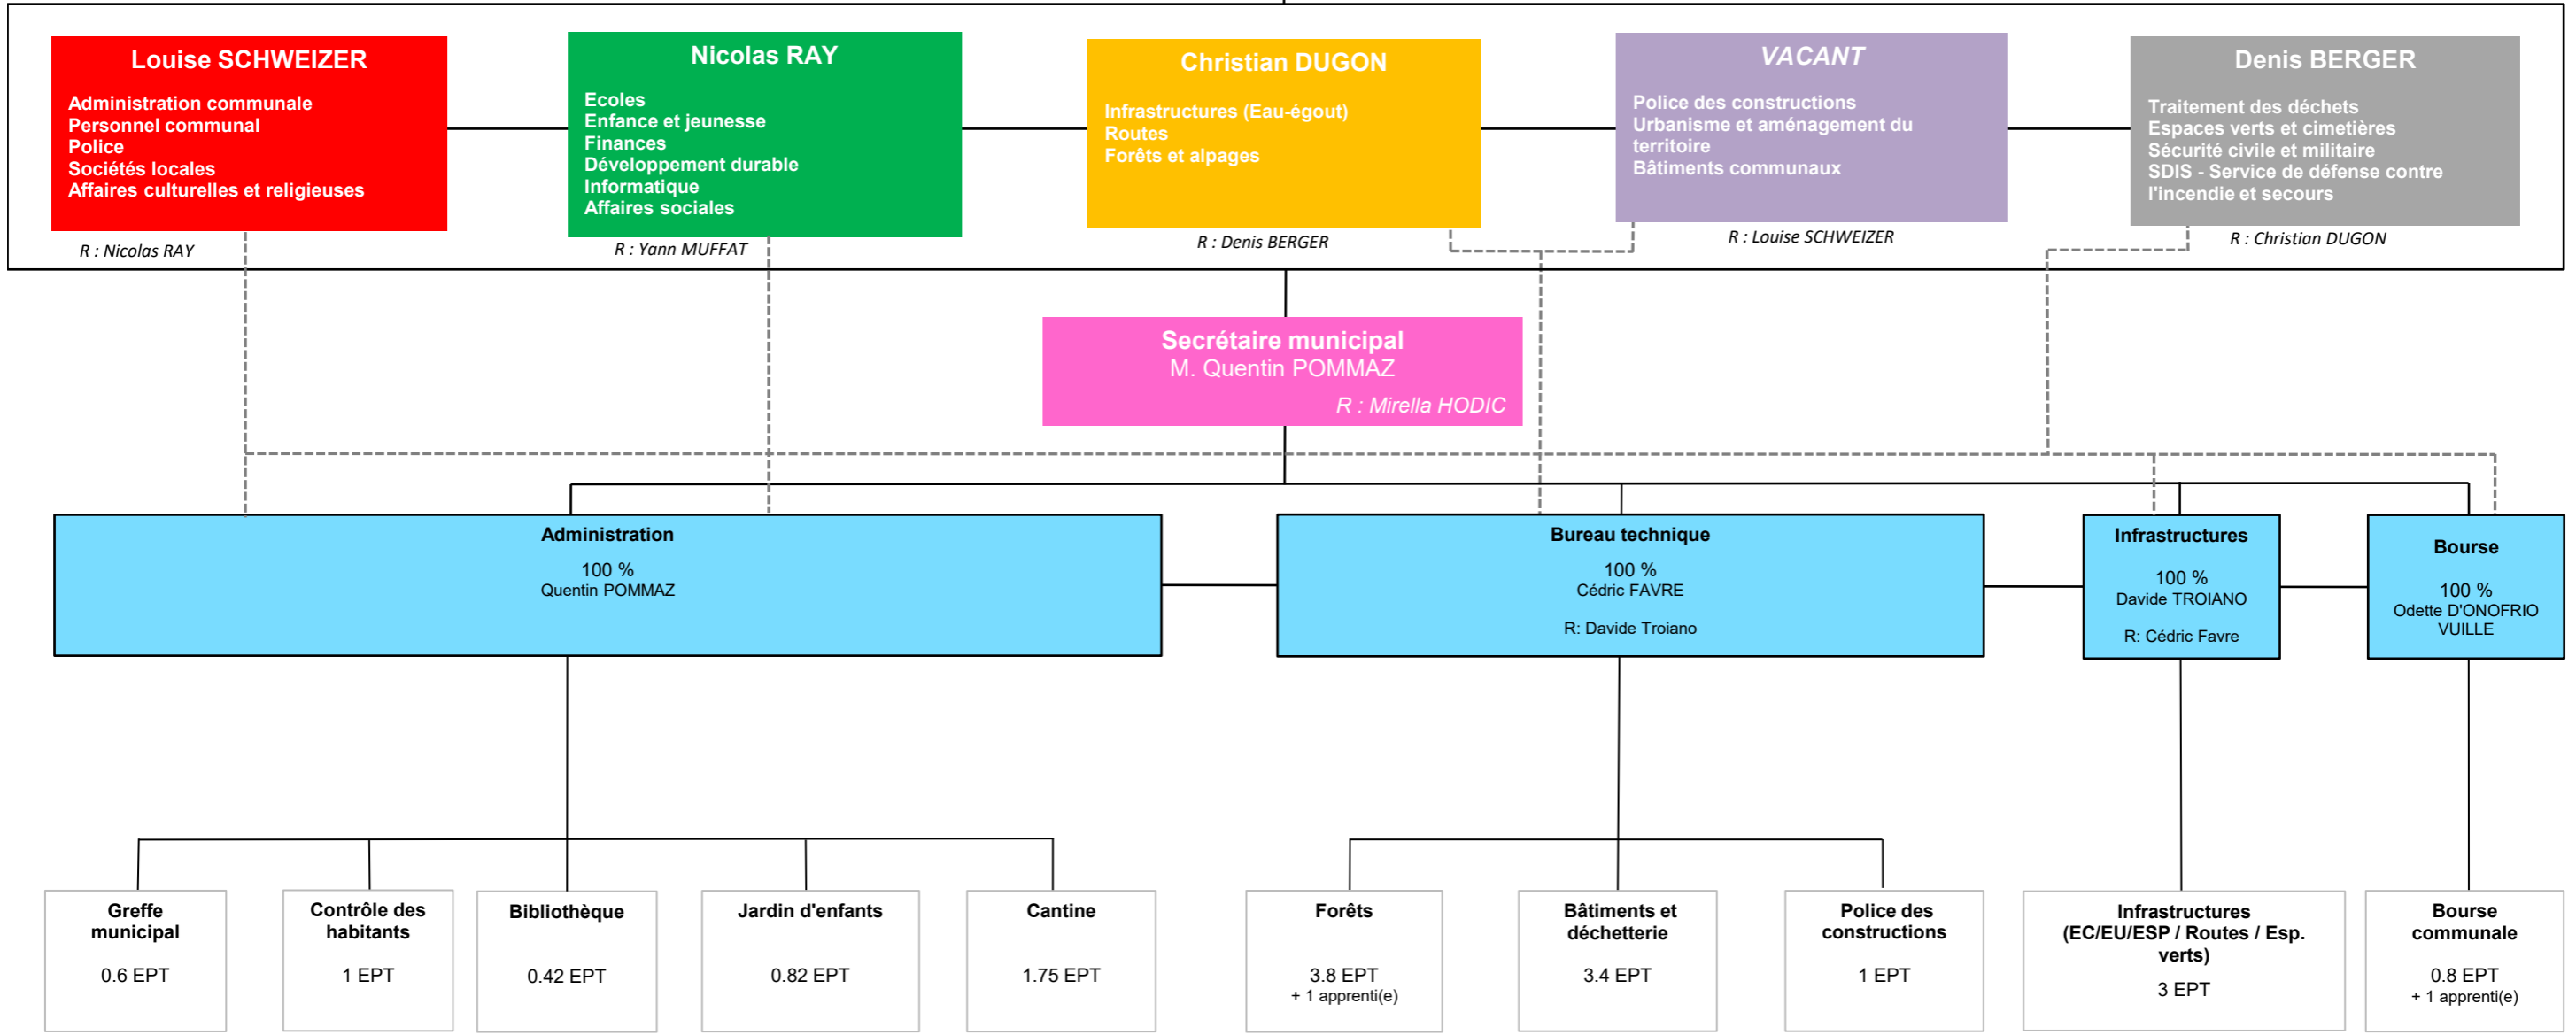 Louise SCHWEIZER
Administration communale
Personnel communal
Police
Sociétés locales
Affaires culturelles et religieuses
R : Nicolas RAY
Nicolas RAY
Ecoles
Enfance et jeunesse
Finances
Développement durable
Informatique
Affaires sociales
R : Yann MUFFAT
Christian DUGON
Infrastructures (Eau-égout)
Routes
Forêts et alpages
R : Denis BERGER
VACANT
Police des constructions
Urbanisme et aménagement du
territoire
Bâtiments communaux
R : Louise SCHWEIZER
Denis BERGER
Traitement des déchets
Espaces verts et cimetières
Sécurité civile et militaire
SDIS - Service de défense contre
l'incendie et secours
R : Christian DUGON
Secrétaire municipal
M. Quentin POMMAZ
R : Mirella HODIC
Administration
100 %
Quentin POMMAZ
Bureau technique
100 %
Cédric FAVRE
R: Davide Troiano
Infrastructures
100 %
Davide TROIANO
R: Cédric Favre
Bourse
100 %
Odette D'ONOFRIO
VUILLE
Greffe
municipal
0.6 EPT
Contrôle des
habitants
1 EPT
Bibliothèque
0.42 EPT
Jardin d'enfants
0.82 EPT
Cantine
1.75 EPT
Forêts
3.8 EPT
+ 1 apprenti(e)
Bâtiments et
déchetterie
3.4 EPT
Police des
constructions
1 EPT
Infrastructures
(EC/EU/ESP / Routes / Esp.
verts)
3 EPT
Bourse
communale
0.8 EPT
+ 1 apprenti(e)